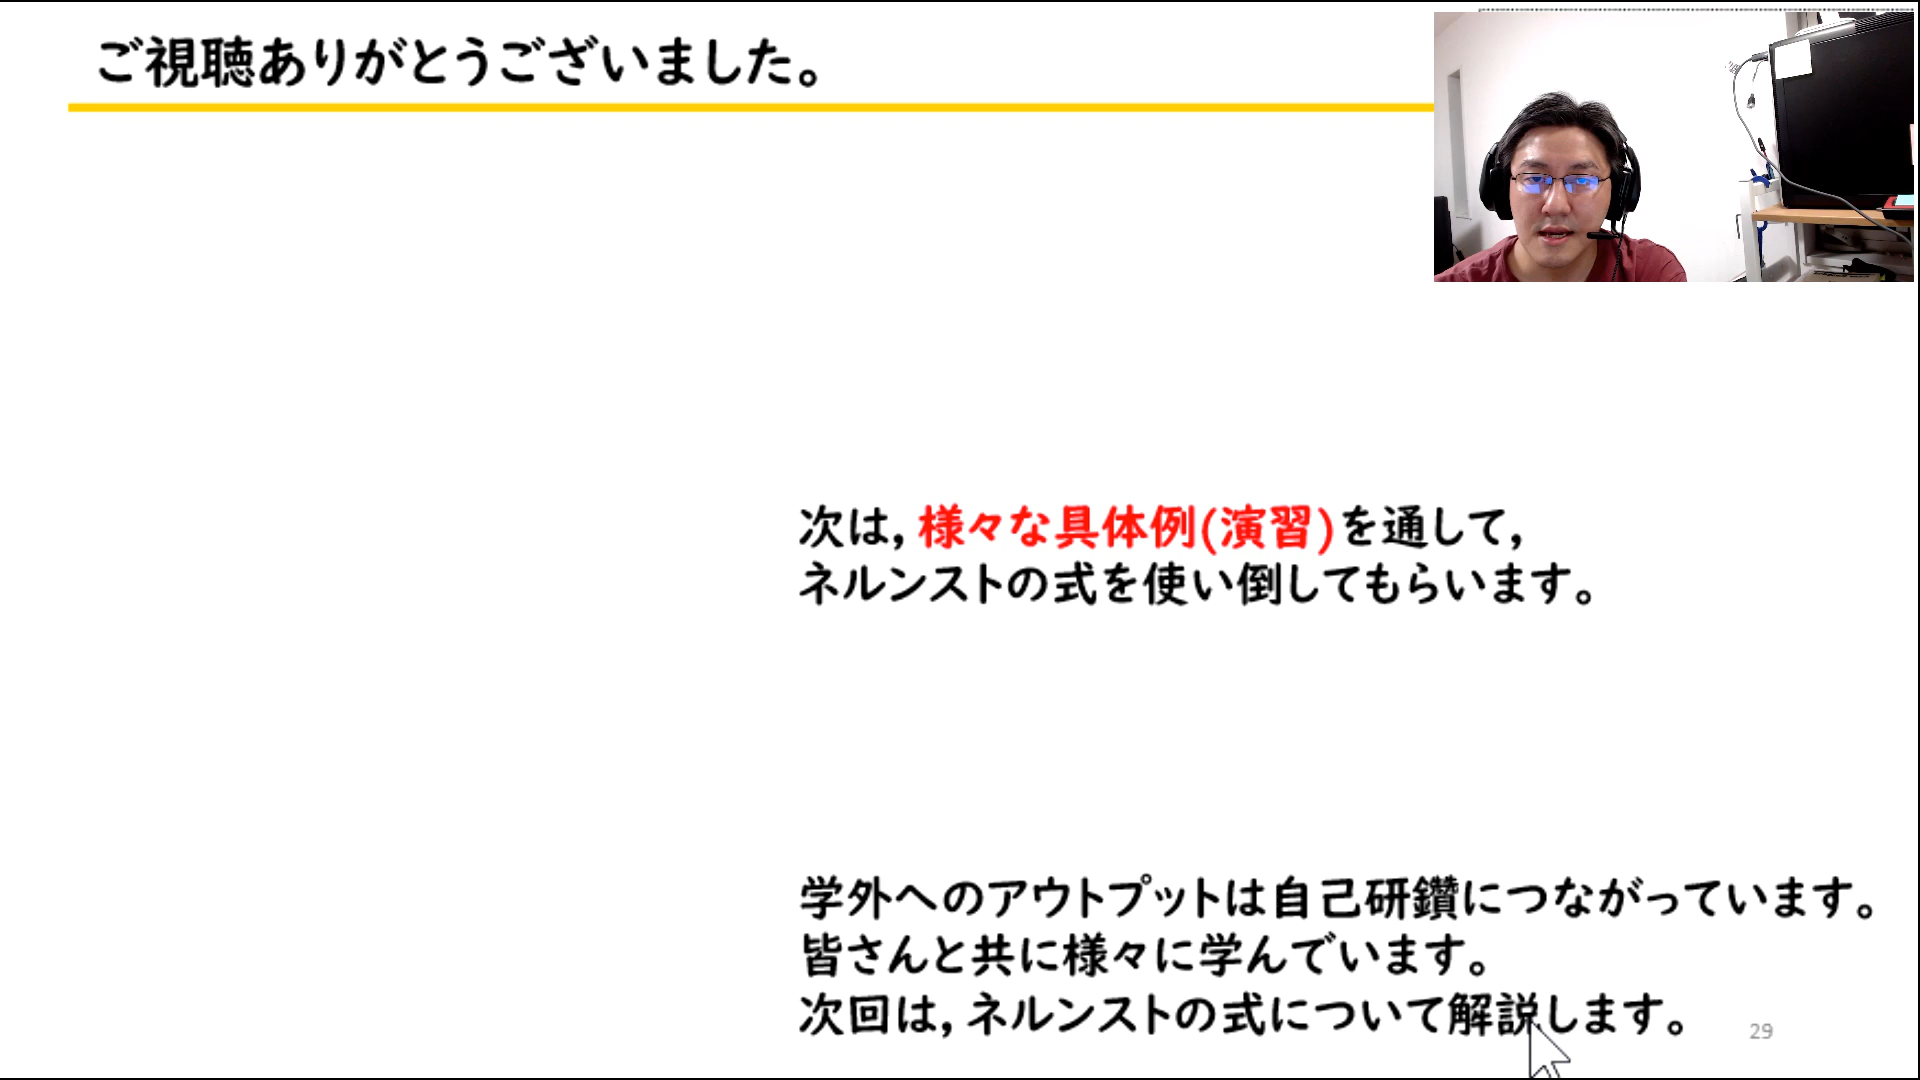 ご視聴ありがとうございました。
次は,様々な具体例(演習)を通して,
ネルンストの式を使い倒してもらいます。
学外へのアウトプットは自己研鑽につながっています。
皆さんと共に様々に学んでいます。
次回は,ネルンストの式について解説します。
29